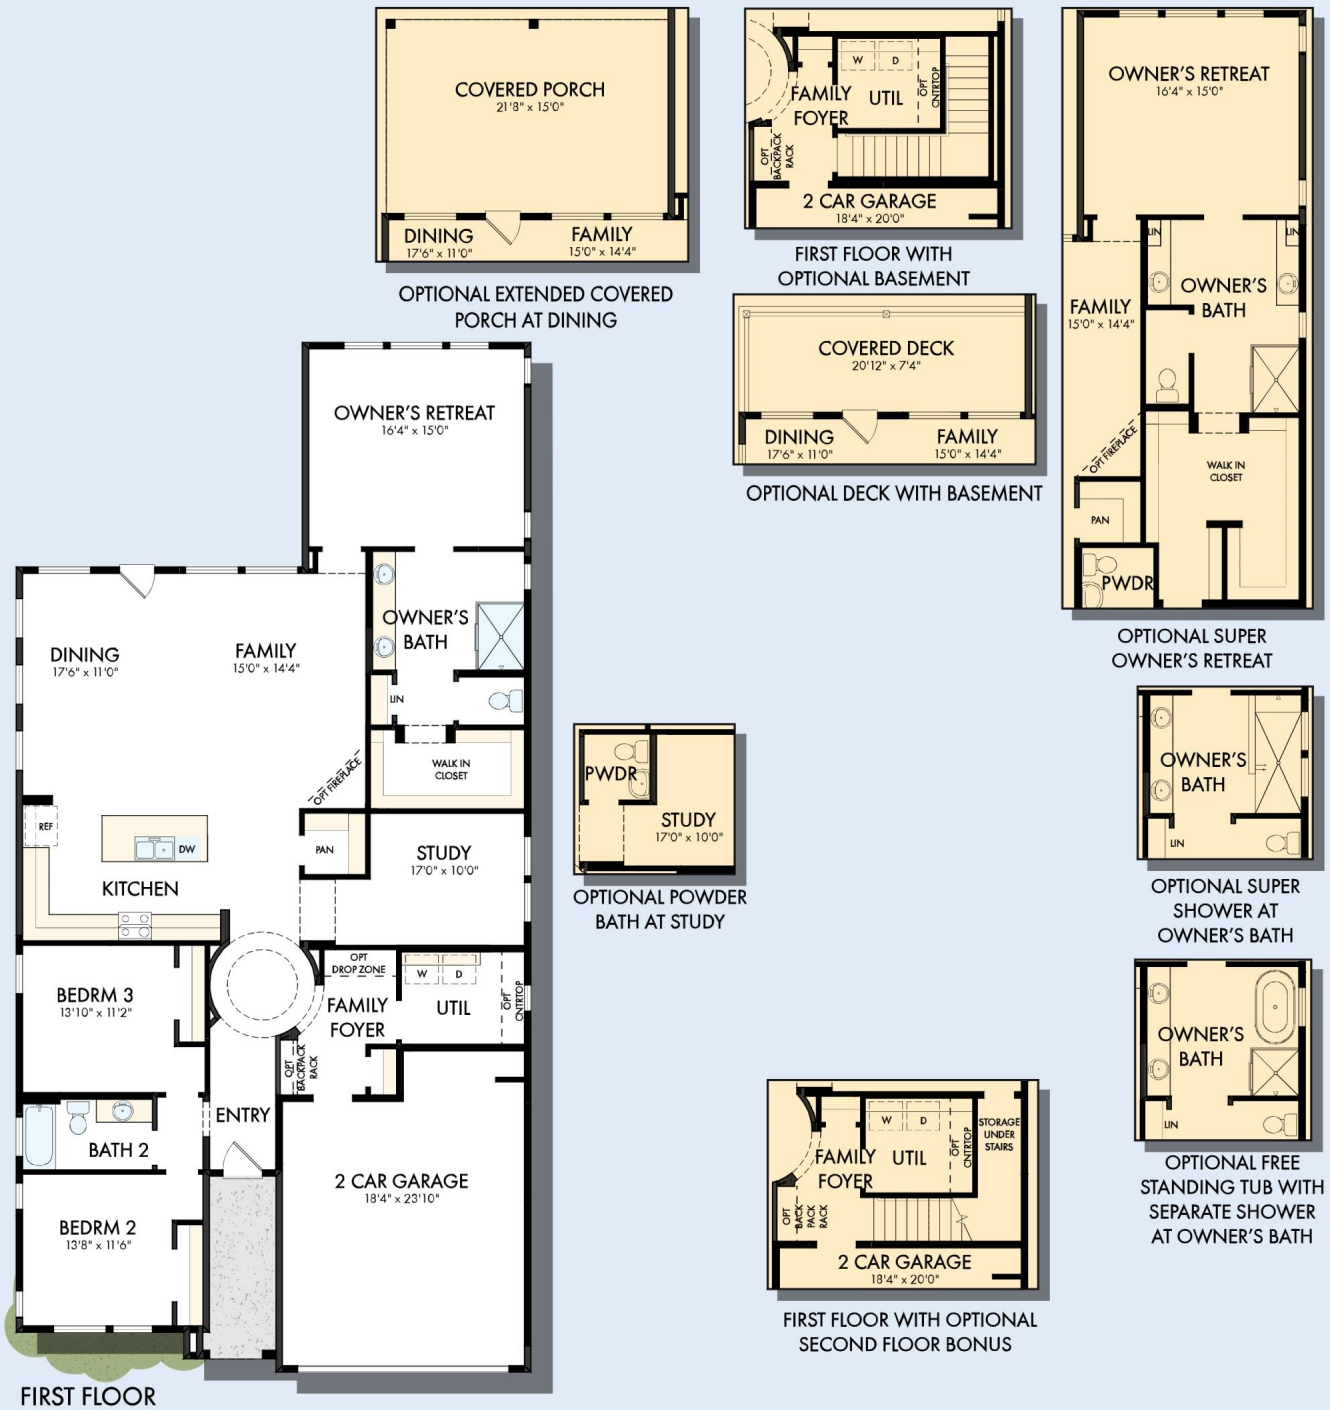 COVERED PORCH
21'8" x 15'0"
DINING
17'6" x 11'0"
FAMILY
15'0" x 14'4"
OPTIONAL EXTENDED COVERED
PORCH AT DINING
W D
FAMILY
FOYER
UTIL
OPT
CNTRTOP
OPT
BACKPACK
RACK
2 CAR GARAGE
18'4" x 20'0"
FIRST FLOOR WITH
OPTIONAL BASEMENT
COVERED DECK
20'12" x 7'4"
DINING
17'6" x 11'0"
FAMILY
15'0" x 14'4"
OPTIONAL DECK WITH BASEMENT
OWNER'S RETREAT
16'4" x 15'0"
LIN
LIN
OWNER'S
BATH
FAMILY
15'0" x 14'4"
OPT FIREPLACE
WALK IN
CLOSET
PAN
PWDR
OPTIONAL SUPER
OWNER'S RETREAT
OWNER'S RETREAT
16'4" x 15'0"
OWNER'S
BATH
DINING
17'6" x 11'0"
FAMILY
15'0" x 14'4"
LIN
WALK IN
CLOSET
OPT FIREPLACE
REF
DW
PAN
KITCHEN
STUDY
17'0" x 10'0"
OPT
DROP ZONE
W D
BEDRM 3
13'10" x 11'2"
FAMILY
FOYER
UTIL
OPT
CNTRTOP
OPT
BACKPACK
RACK
ENTRY
BATH 2
2 CAR GARAGE
18'4" x 23'10"
BEDRM 2
13'8" x 11'6"
FIRST FLOOR
PWDR
STUDY
17'0" x 10'0"
OPTIONAL POWDER
BATH AT STUDY
OWNER'S
BATH
LIN
OPTIONAL SUPER
SHOWER AT
OWNER'S BATH
OWNER'S
BATH
LIN
OPTIONAL FREE
STANDING TUB WITH
SEPARATE SHOWER
AT OWNER'S BATH
W D
STORAGE
UNDER
STAIRS
FAMILY
FOYER
UTIL
OPT
CNTRTOP
OPT
BACK
PACK
RACK
2 CAR GARAGE
18'4" x 20'0"
FIRST FLOOR WITH OPTIONAL
SECOND FLOOR BONUS